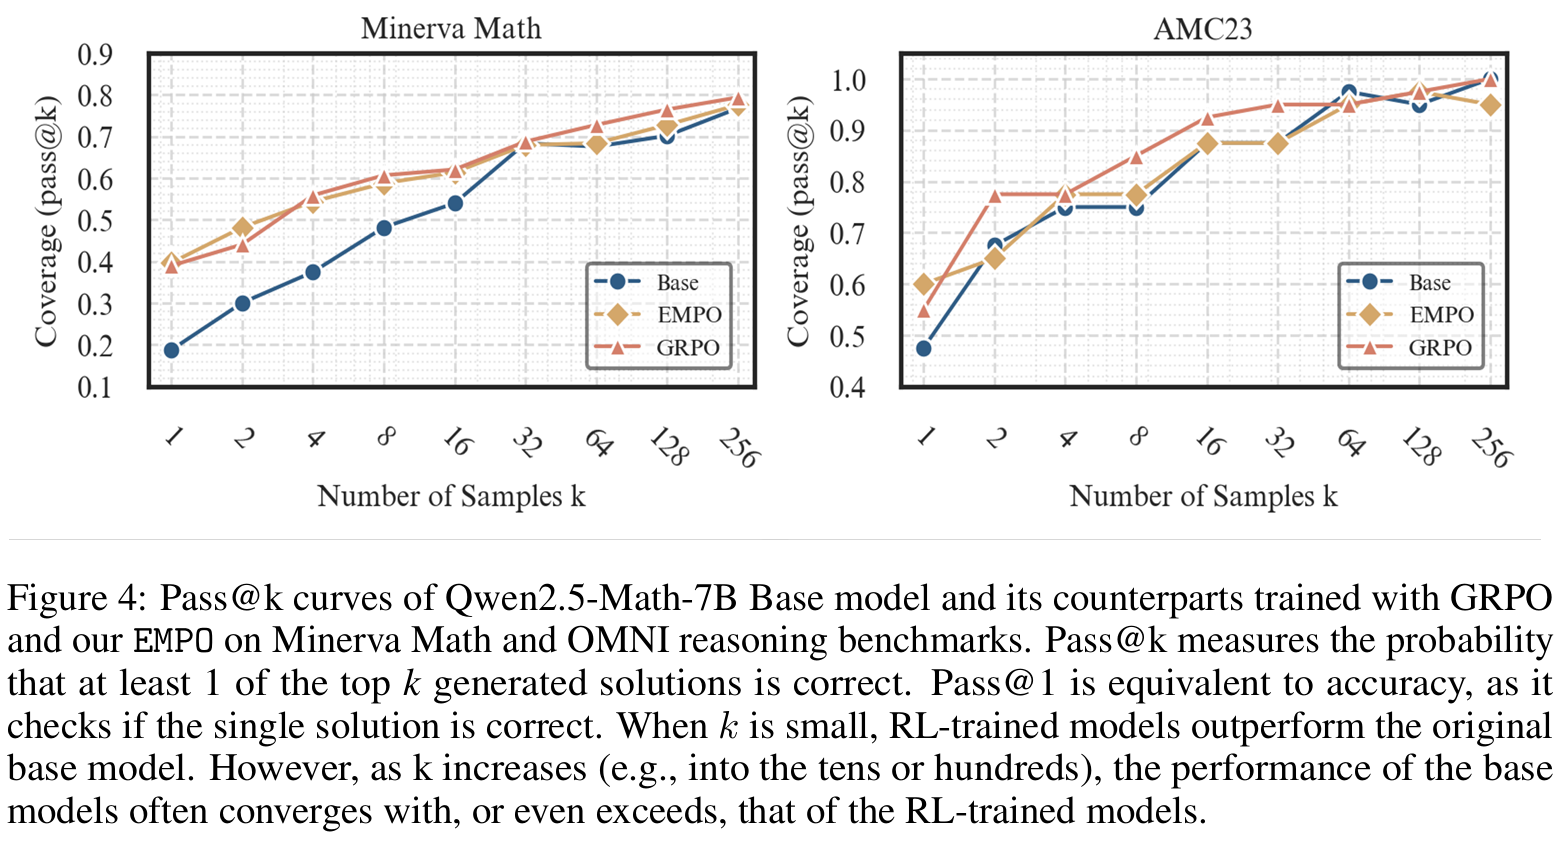 Minerva Math
AMC23
Coverage (pass@k)
0.9
0.8
0.7
0.6
0.5
0.4
0.3
0.2
0.1
Base
EMPO
GRPO
1
2
4
8
16
32
64
128
256
Number of Samples k
Coverage (pass@k)
1.0
0.9
0.8
0.7
0.6
0.5
0.4
Base
EMPO
GRPO
1
2
4
8
16
32
64
128
256
Number of Samples k
Figure 4: Pass@k curves of Qwen2.5-Math-7B Base model and its counterparts trained with GRPO
and our EMPO on Minerva Math and OMNI reasoning benchmarks. Pass@k measures the probability
that at least 1 of the top k generated solutions is correct. Pass@1 is equivalent to accuracy, as it
checks if the single solution is correct. When k is small, RL-trained models outperform the original
base model. However, as k increases (e.g., into the tens or hundreds), the performance of the base
models often converges with, or even exceeds, that of the RL-trained models.